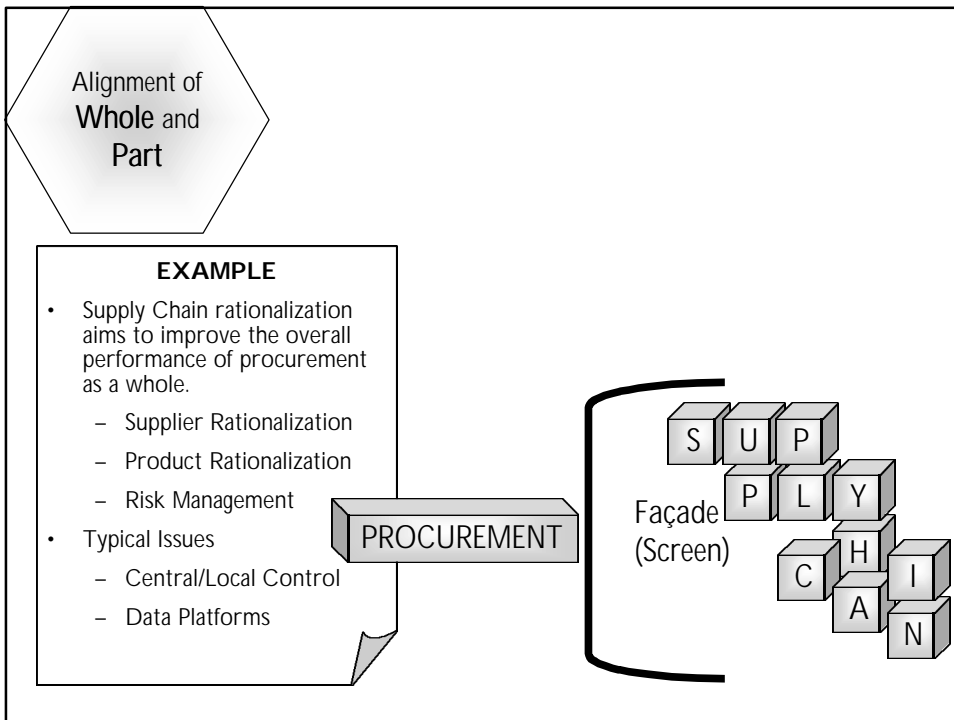 Alignment of
Whole and
Part
EXAMPLE
• Supply Chain rationalization
aims to improve the overall
performance of procurement
as a whole.
– Supplier Rationalization
– Product Rationalization
– Risk Management
• Typical Issues
– Central/Local Control
– Data Platforms
PROCUREMENT
Façade
(Screen)
S U P
P L Y
C H I
A N